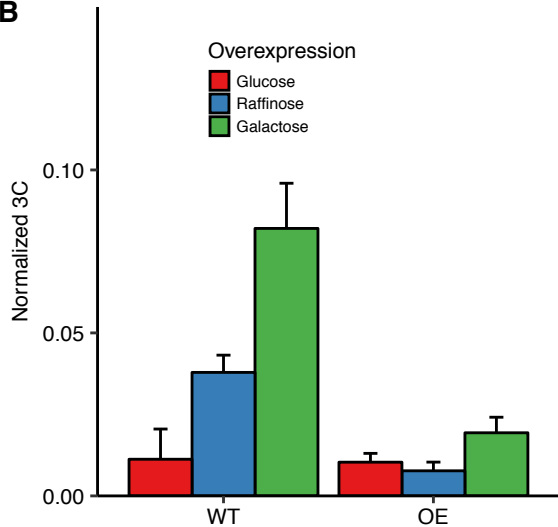 B
Overexpression
Glucose
Raffinose
Galactose
Normalized 3C
0.10
0.05
0.00
WT
OE